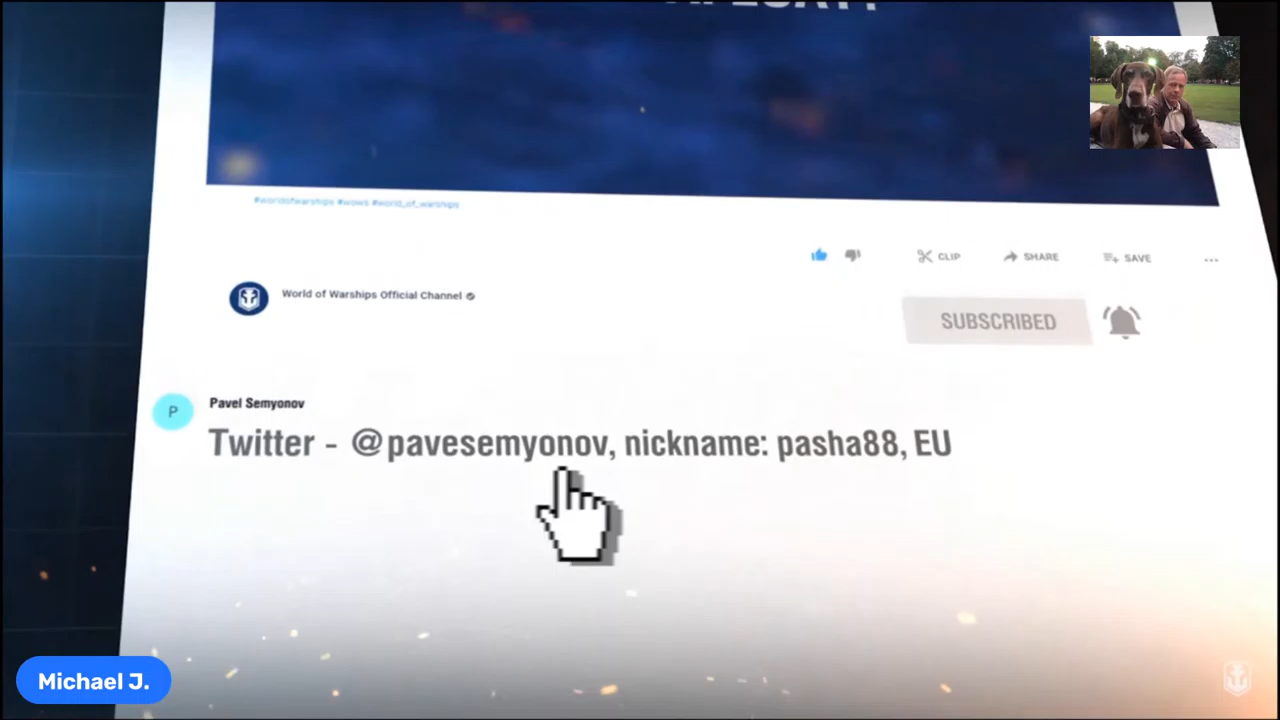 #worldofwarships #wows #world_of_warships
CLIP
SHARE
SAVE
World of Warships Official Channel
SUBSCRIBED
P
Pavel Semyonov
Twitter - @pavesemyonov, nickname: pasha88, EU
Michael J.